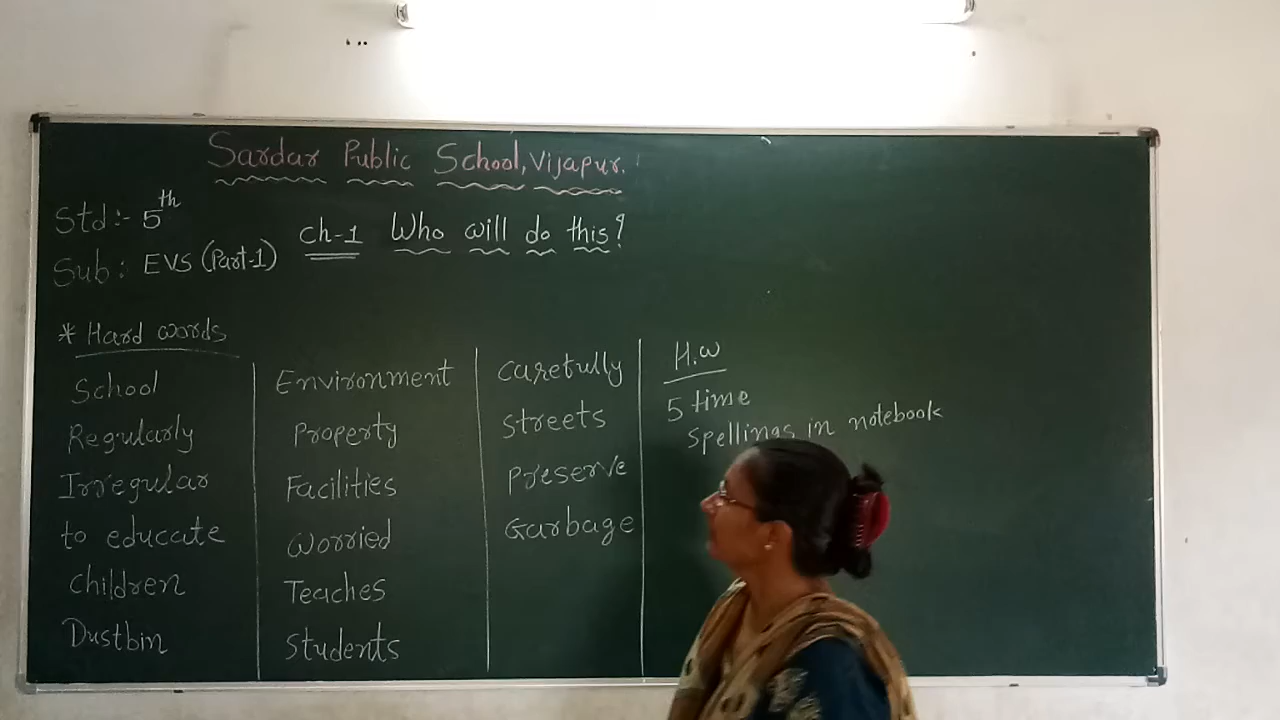 Sardar Public School, Vijapur.
Std :- 5th
Sub : EVS (Part-1)
Ch-1 Who will do this?
* Hard words
School
Regularly
Irregular
to educate
Children
Dustbin
Environment
Property
Facilities
Worried
Teaches
Students
Carefully
Streets
Preserve
Garbage
H.W
5 time
Spellings in notebook